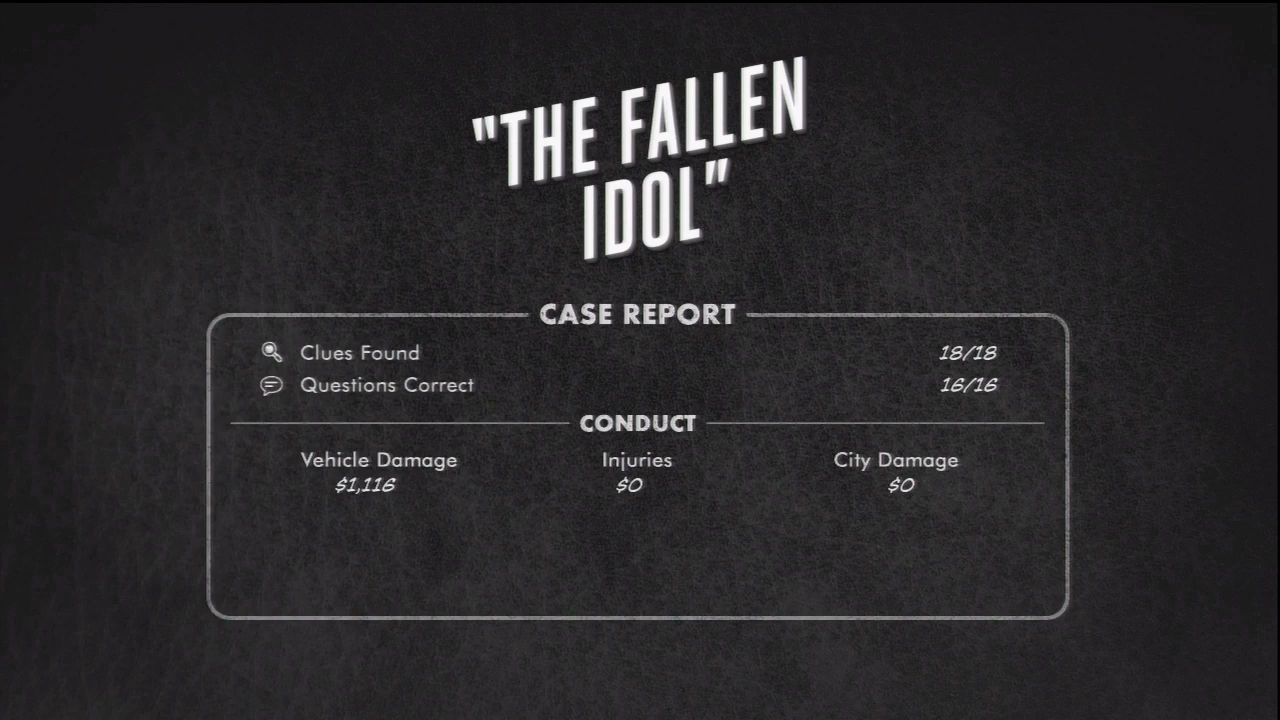 "THE FALLEN
IDOL"
CASE REPORT
Clues Found 18/18
Questions Correct 16/16
CONDUCT
Vehicle Damage Injuries City Damage
$1,116 $0 $0